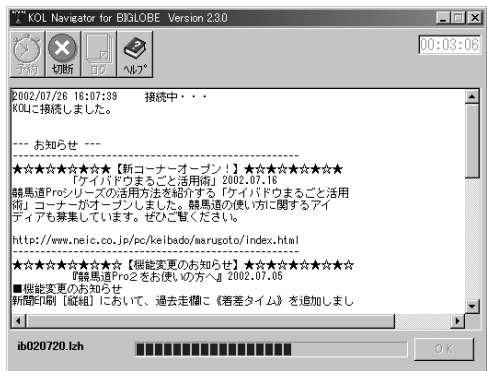 KOL Navigator for BIGLOBE Version 2.3.0
予約 切断 ログ ヘルプ
00:03:06
2002/07/26 16:07:39 接続中・・・
KOLに接続しました。
--- お知らせ ---
------------------------------------------------
★☆★☆★☆★☆★☆【新コーナーオープン！】★☆★☆★☆★☆★
「ケイバドウまるごと活用術」2002.07.16
競馬道Proシリーズの活用方法を紹介する「ケイバドウまるごと活用
術」コーナーがオープンしました。競馬道の使い方に関するアイ
ディアも募集しています。ぜひご覧ください。
http://www.neic.co.jp/pc/keibado/marugoto/index.html
------------------------------------------------
★☆★☆★☆★☆★☆【機能変更のお知らせ】★☆★☆★☆★☆★☆
『競馬道Pro2をお使いの方へ』2002.07.05
■機能変更のお知らせ
新聞印刷［縦組］において、過去走欄に《着差タイム》を追加しまし
ib020720.lzh
OK